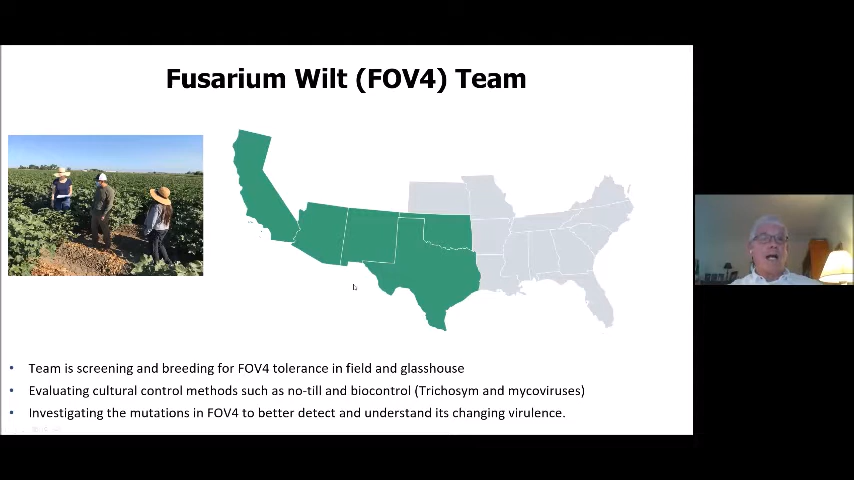 Fusarium Wilt (FOV4) Team
• Team is screening and breeding for FOV4 tolerance in field and glasshouse
• Evaluating cultural control methods such as no-till and biocontrol (Trichosym and mycoviruses)
• Investigating the mutations in FOV4 to better detect and understand its changing virulence.